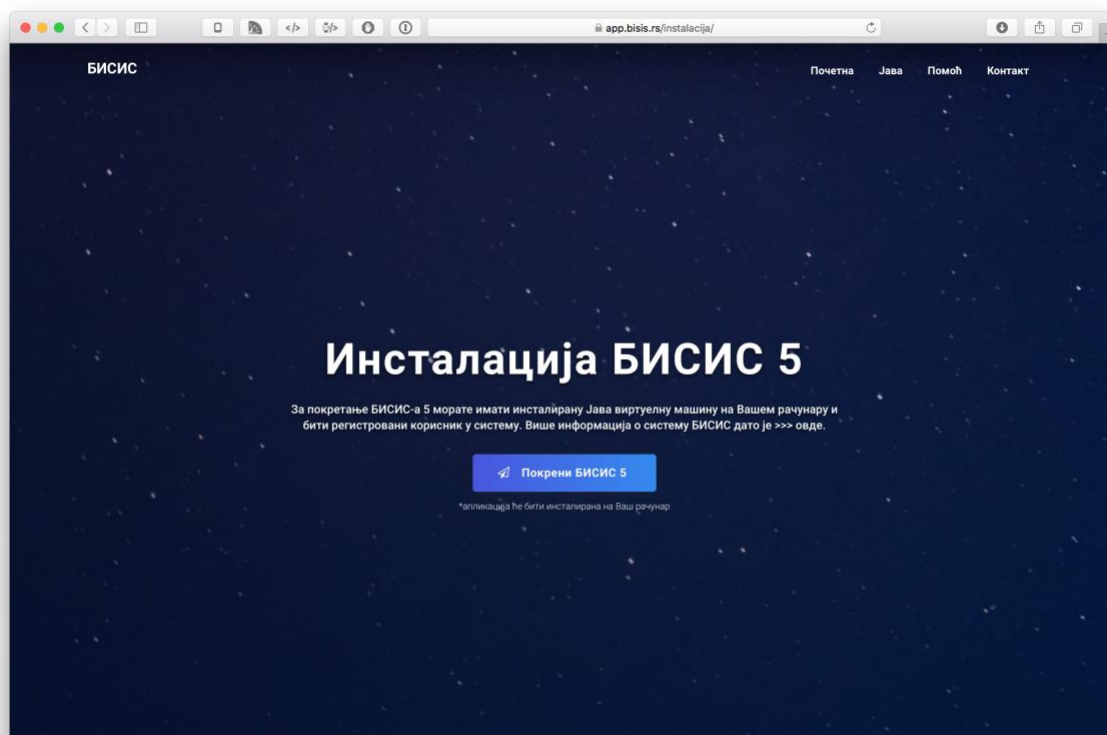 app.bisis.rs/instalacija/
БИСИС
Почетна Јава Помоћ Контакт
Инсталација БИСИС 5
За покретање БИСИС-а 5 морате имати инсталирану Јава виртуелну машину на Вашем рачунару и
бити регистровани корисник у систему. Више информација о систему БИСИС дато је >>> овде.
Покрени БИСИС 5
*апликација ће бити инсталирана на Ваш рачунар